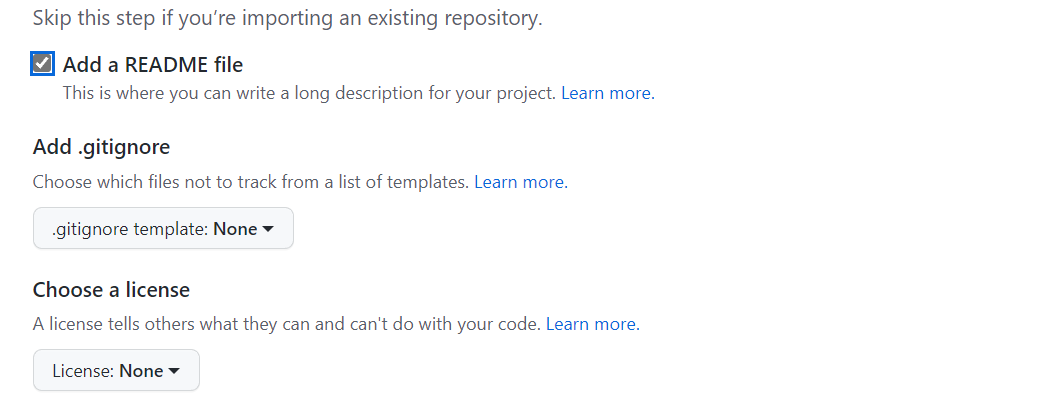 Skip this step if you’re importing an existing repository.
Add a README file
This is where you can write a long description for your project. Learn more.
Add .gitignore
Choose which files not to track from a list of templates. Learn more.
.gitignore template: None
Choose a license
A license tells others what they can and can't do with your code. Learn more.
License: None